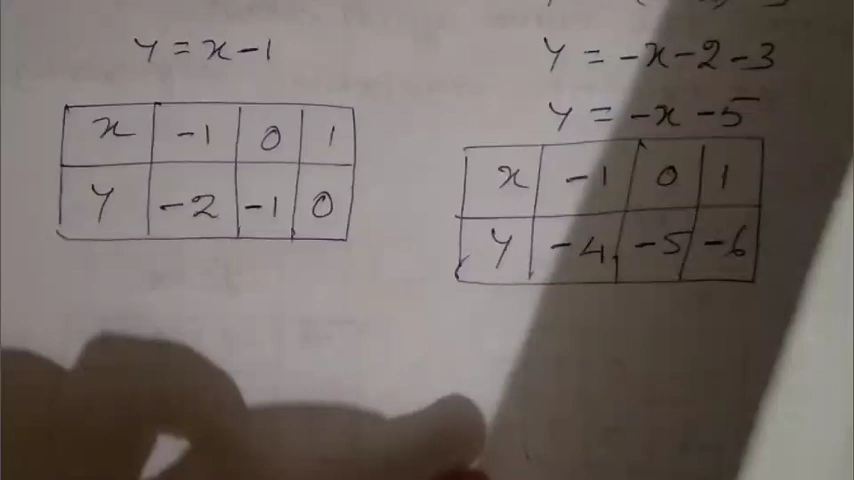 y = x - 1
x -1 0 1
y -2 -1 0
y = -x - 2 - 3
y = -x - 5
x -1 0 1
y -4 -5 -6